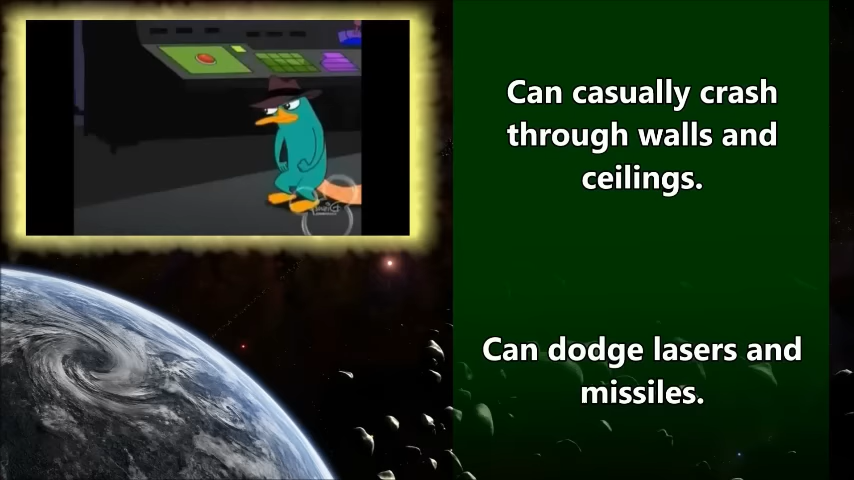 Can casually crash
through walls and
ceilings.
Can dodge lasers and
missiles.